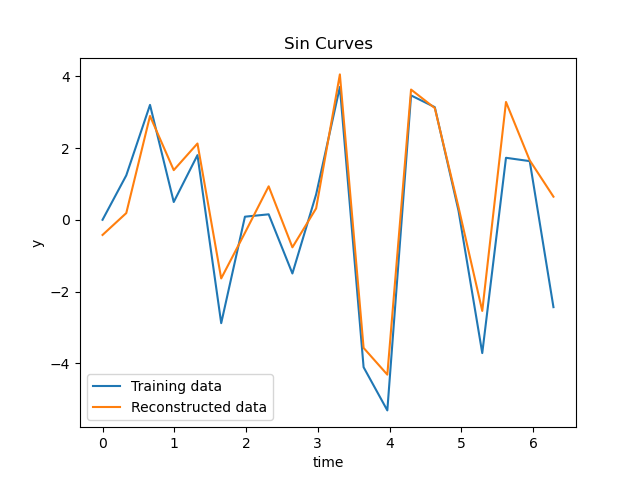 Sin Curves
y
4
2
0
−2
−4
Training data
Reconstructed data
0 1 2 3 4 5 6
time